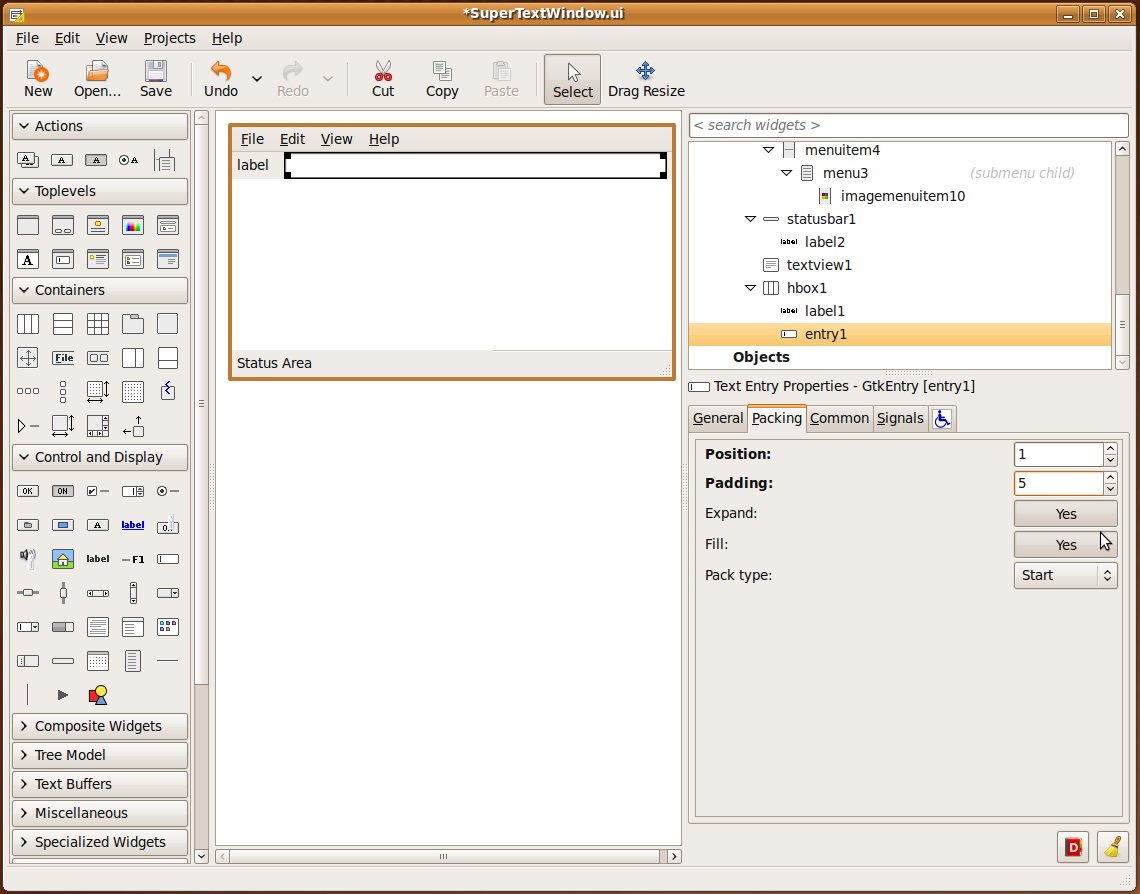 *SuperTextWindow.ui
File Edit View Projects Help
New Open... Save Undo Redo Cut Copy Paste Select Drag Resize
Actions
Toplevels
Containers
File
Control and Display
OK ON
label
label F1
Composite Widgets
Tree Model
Text Buffers
Miscellaneous
Specialized Widgets
File Edit View Help
label
Status Area
< search widgets >
menuitem4
menu3 (submenu child)
imagemenuitem10
statusbar1
label label2
textview1
hbox1
label label1
entry1
Objects
Text Entry Properties - GtkEntry [entry1]
General Packing Common Signals
Position: 1
Padding: 5
Expand: Yes
Fill: Yes
Pack type: Start
D